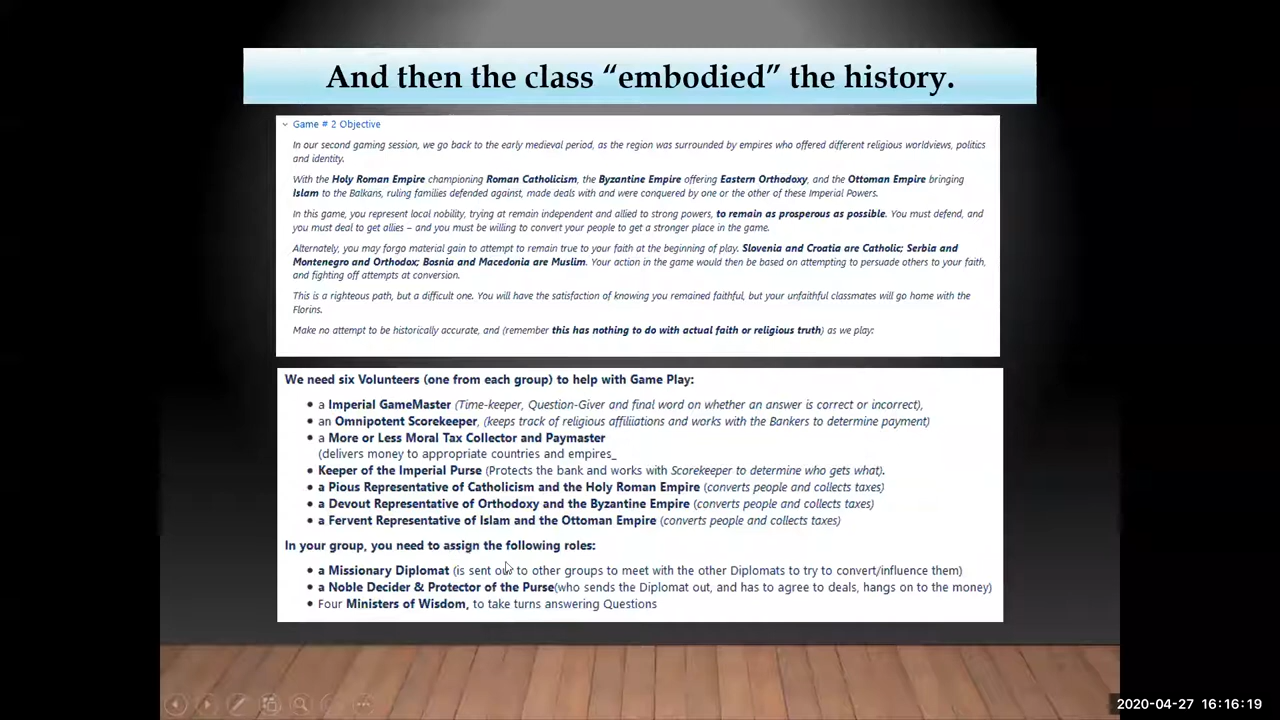 And then the class “embodied” the history.
Game # 2 Objective
In our second gaming session, we go back to the early medieval period, as the region was surrounded by empires who offered different religious worldviews, politics
and identity.
With the Holy Roman Empire championing Roman Catholicism, the Byzantine Empire offering Eastern Orthodoxy, and the Ottoman Empire bringing
Islam to the Balkans, ruling families defended against, made deals with and were conquered by one or the other of these Imperial Powers.
In this game, you represent local nobility, trying at remain independent and allied to strong powers, to remain as prosperous as possible. You must defend, and
you must deal to get allies – and you must be willing to convert your people to get a stronger place in the game.
Alternately, you may forgo material gain to attempt to remain true to your faith at the beginning of play. Slovenia and Croatia are Catholic; Serbia and
Montenegro and Orthodox; Bosnia and Macedonia are Muslim. Your action in the game would then be based on attempting to persuade others to your faith,
and fighting off attempts at conversion.
This is a righteous path, but a difficult one. You will have the satisfaction of knowing you remained faithful, but your unfaithful classmates will go home with the
Florins.
Make no attempt to be historically accurate, and (remember this has nothing to do with actual faith or religious truth) as we play:
We need six Volunteers (one from each group) to help with Game Play:
• a Imperial GameMaster (Time-keeper, Question-Giver and final word on whether an answer is correct or incorrect),
• an Omnipotent Scorekeeper, (keeps track of religious affiliiations and works with the Bankers to determine payment)
• a More or Less Moral Tax Collector and Paymaster
(delivers money to appropriate countries and empires_
• Keeper of the Imperial Purse (Protects the bank and works with Scorekeeper to determine who gets what).
• a Pious Representative of Catholicism and the Holy Roman Empire (converts people and collects taxes)
• a Devout Representative of Orthodoxy and the Byzantine Empire (converts people and collects taxes)
• a Fervent Representative of Islam and the Ottoman Empire (converts people and collects taxes)
In your group, you need to assign the following roles:
• a Missionary Diplomat (is sent out to other groups to meet with the other Diplomats to try to convert/influence them)
• a Noble Decider & Protector of the Purse(who sends the Diplomat out, and has to agree to deals, hangs on to the money)
• Four Ministers of Wisdom, to take turns answering Questions
2020-04-27 16:16:19